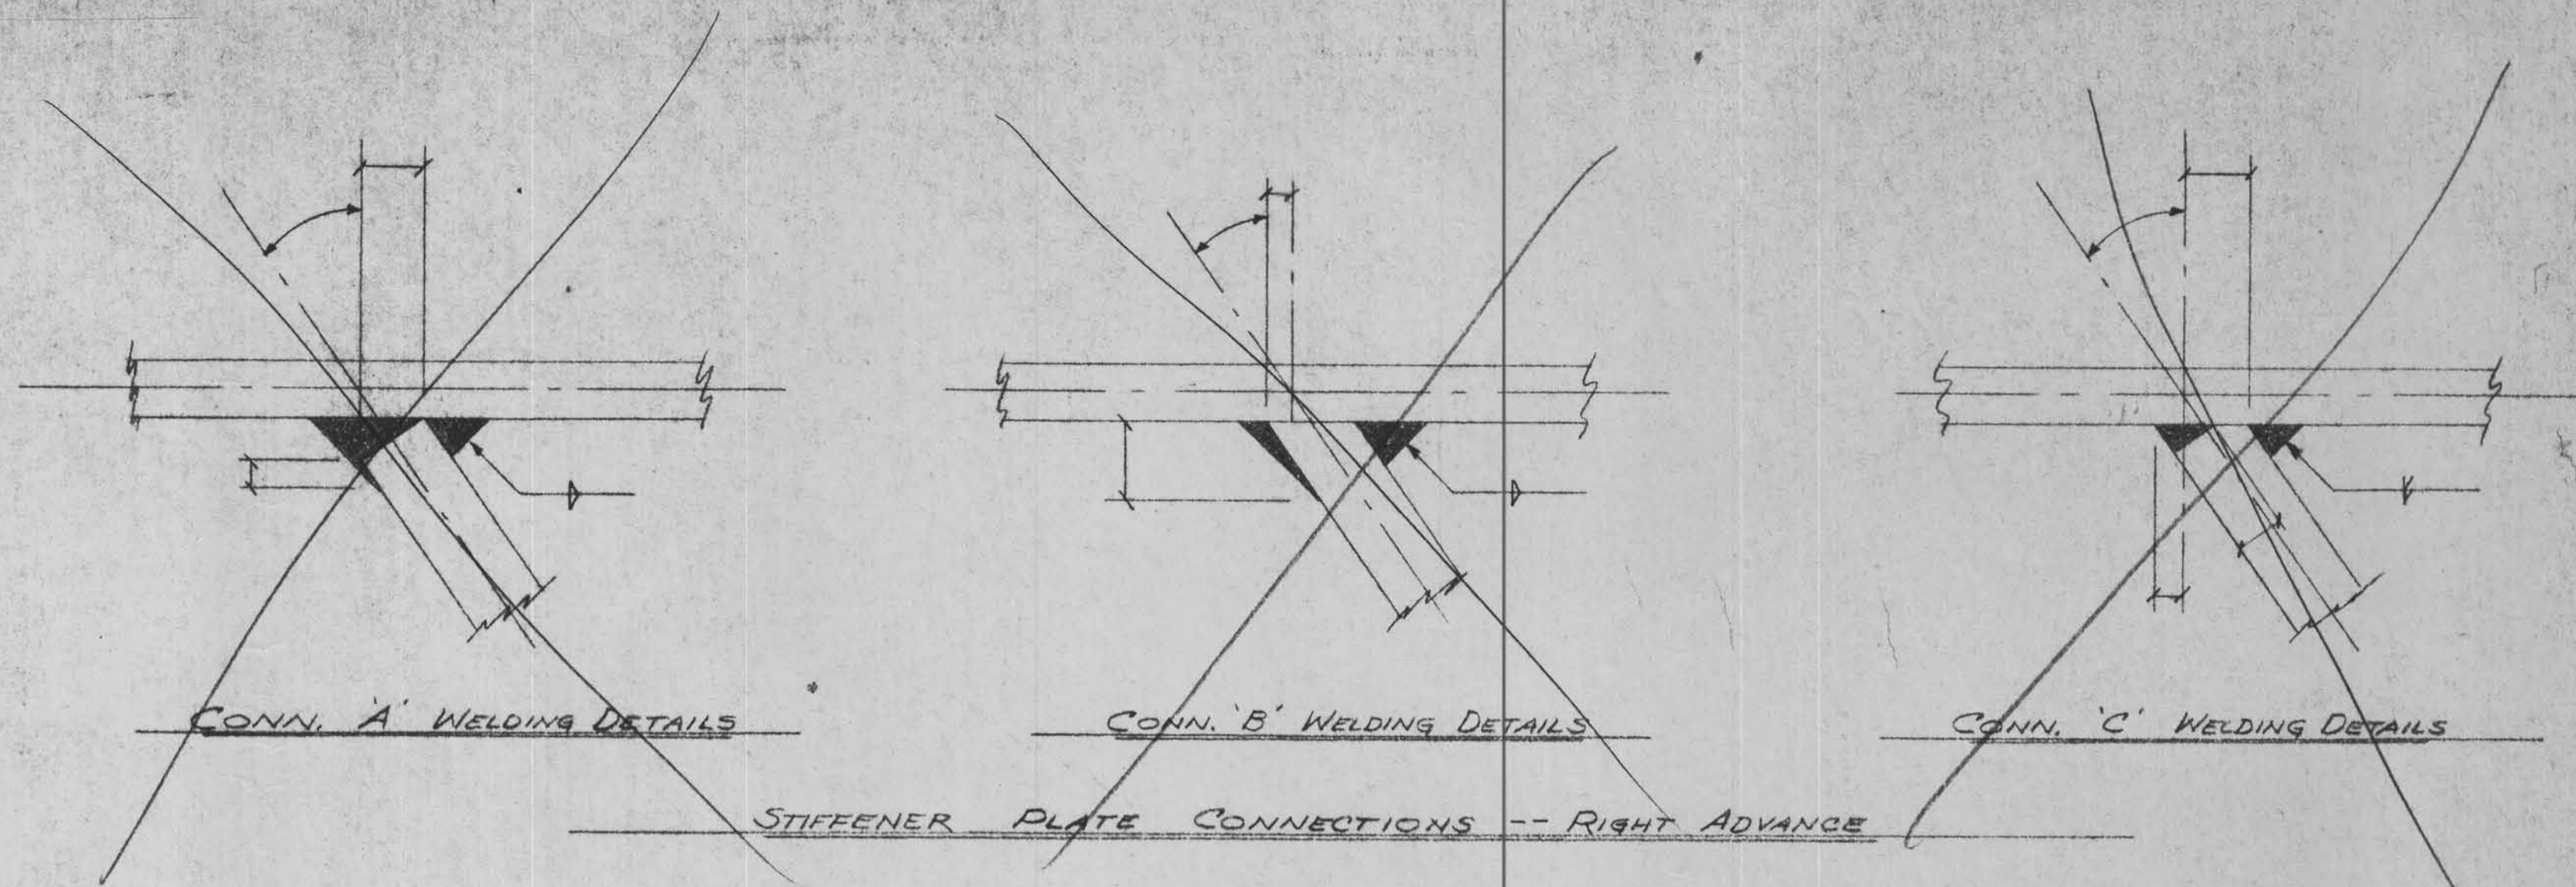 CONN. 'A' WELDING DETAILS
CONN. 'B' WELDING DETAILS
CONN. 'C' WELDING DETAILS
STIFFENER PLATE CONNECTIONS -- RIGHT ADVANCE